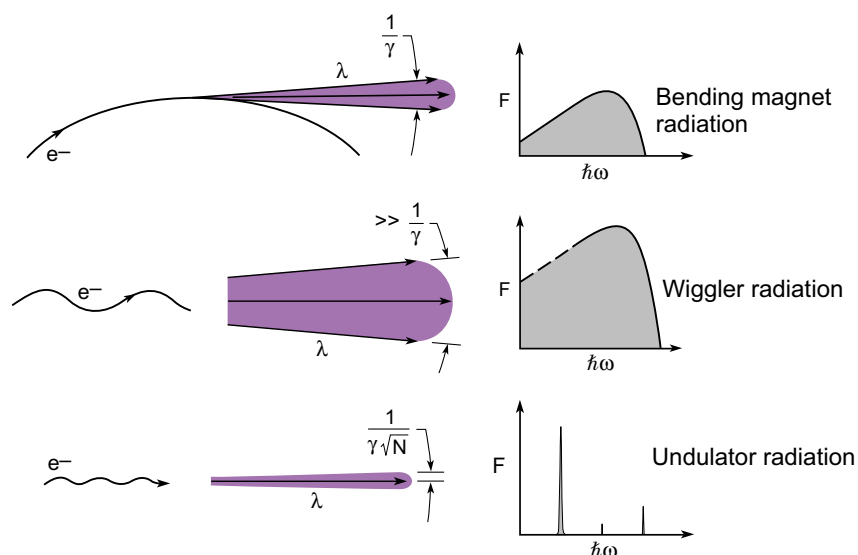 1
γ
λ
e–
F
ħω
Bending magnet
radiation
>> 1
γ
e–
λ
F
ħω
Wiggler radiation
1
γ√N
e–
λ
F
ħω
Undulator radiation